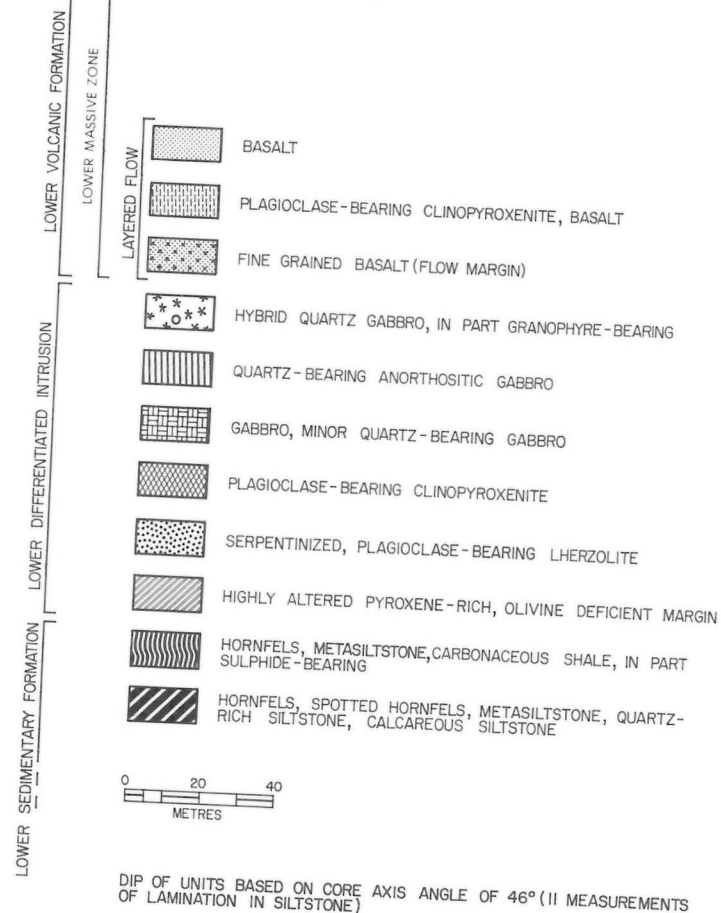 LOWER VOLCANIC FORMATION
LOWER MASSIVE ZONE
LAYERED FLOW
BASALT
PLAGIOCLASE-BEARING CLINOPYROXENITE, BASALT
FINE GRAINED BASALT (FLOW MARGIN)
LOWER DIFFERENTIATED INTRUSION
HYBRID QUARTZ GABBRO, IN PART GRANOPHYRE-BEARING
QUARTZ-BEARING ANORTHOSITIC GABBRO
GABBRO, MINOR QUARTZ-BEARING GABBRO
PLAGIOCLASE-BEARING CLINOPYROXENITE
SERPENTINIZED, PLAGIOCLASE-BEARING LHERZOLITE
HIGHLY ALTERED PYROXENE-RICH, OLIVINE DEFICIENT MARGIN
LOWER SEDIMENTARY FORMATION
HORNFELS, METASILTSTONE, CARBONACEOUS SHALE, IN PART
SULPHIDE-BEARING
HORNFELS, SPOTTED HORNFELS, METASILTSTONE, QUARTZ-
RICH SILTSTONE, CALCAREOUS SILTSTONE
0 20 40
METRES
DIP OF UNITS BASED ON CORE AXIS ANGLE OF 46° (11 MEASUREMENTS
OF LAMINATION IN SILTSTONE)